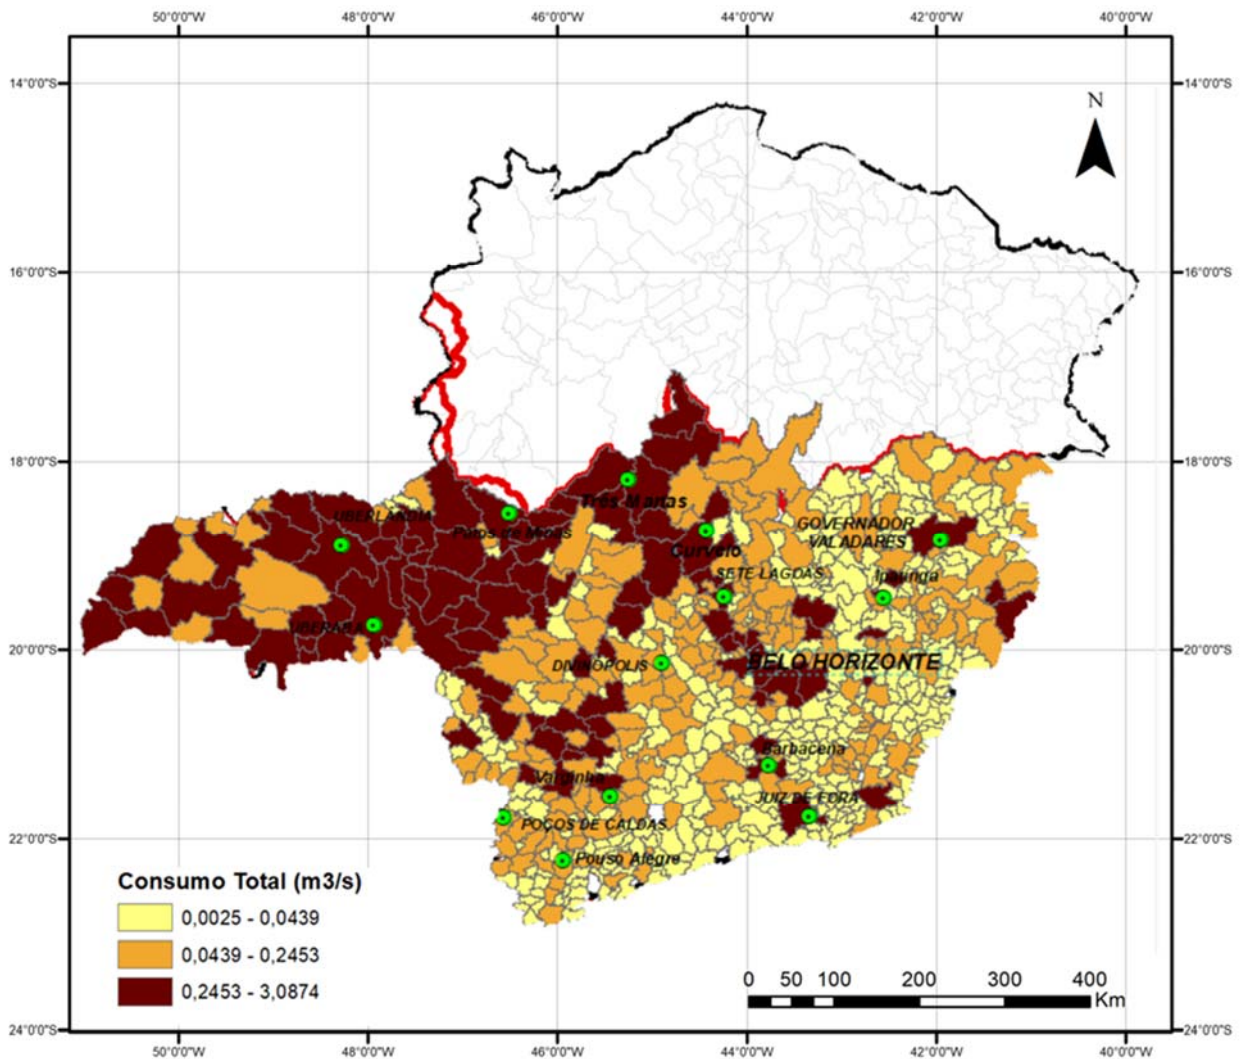 50°0'0"W 48°0'0"W 46°0'0"W 44°0'0"W 42°0'0"W 40°0'0"W
14°0'0"S 14°0'0"S
N
16°0'0"S 16°0'0"S
18°0'0"S 18°0'0"S
Três Marias
UBERLÂNDIA
Patos de Minas
GOVERNADOR
VALADARES
Curvelo
SETE LAGOAS
Ipatinga
UBERABA
20°0'0"S 20°0'0"S
DIVINÓPOLIS
BELO HORIZONTE
Barbacena
Varginha
JUIZ DE FORA
POÇOS DE CALDAS
22°0'0"S 22°0'0"S
Pouso Alegre
Consumo Total (m3/s)
0,0025 - 0,0439
0,0439 - 0,2453
0,2453 - 3,0874
0 50 100 200 300 400
Km
24°0'0"S 24°0'0"S
50°0'0"W 48°0'0"W 46°0'0"W 44°0'0"W 42°0'0"W 40°0'0"W